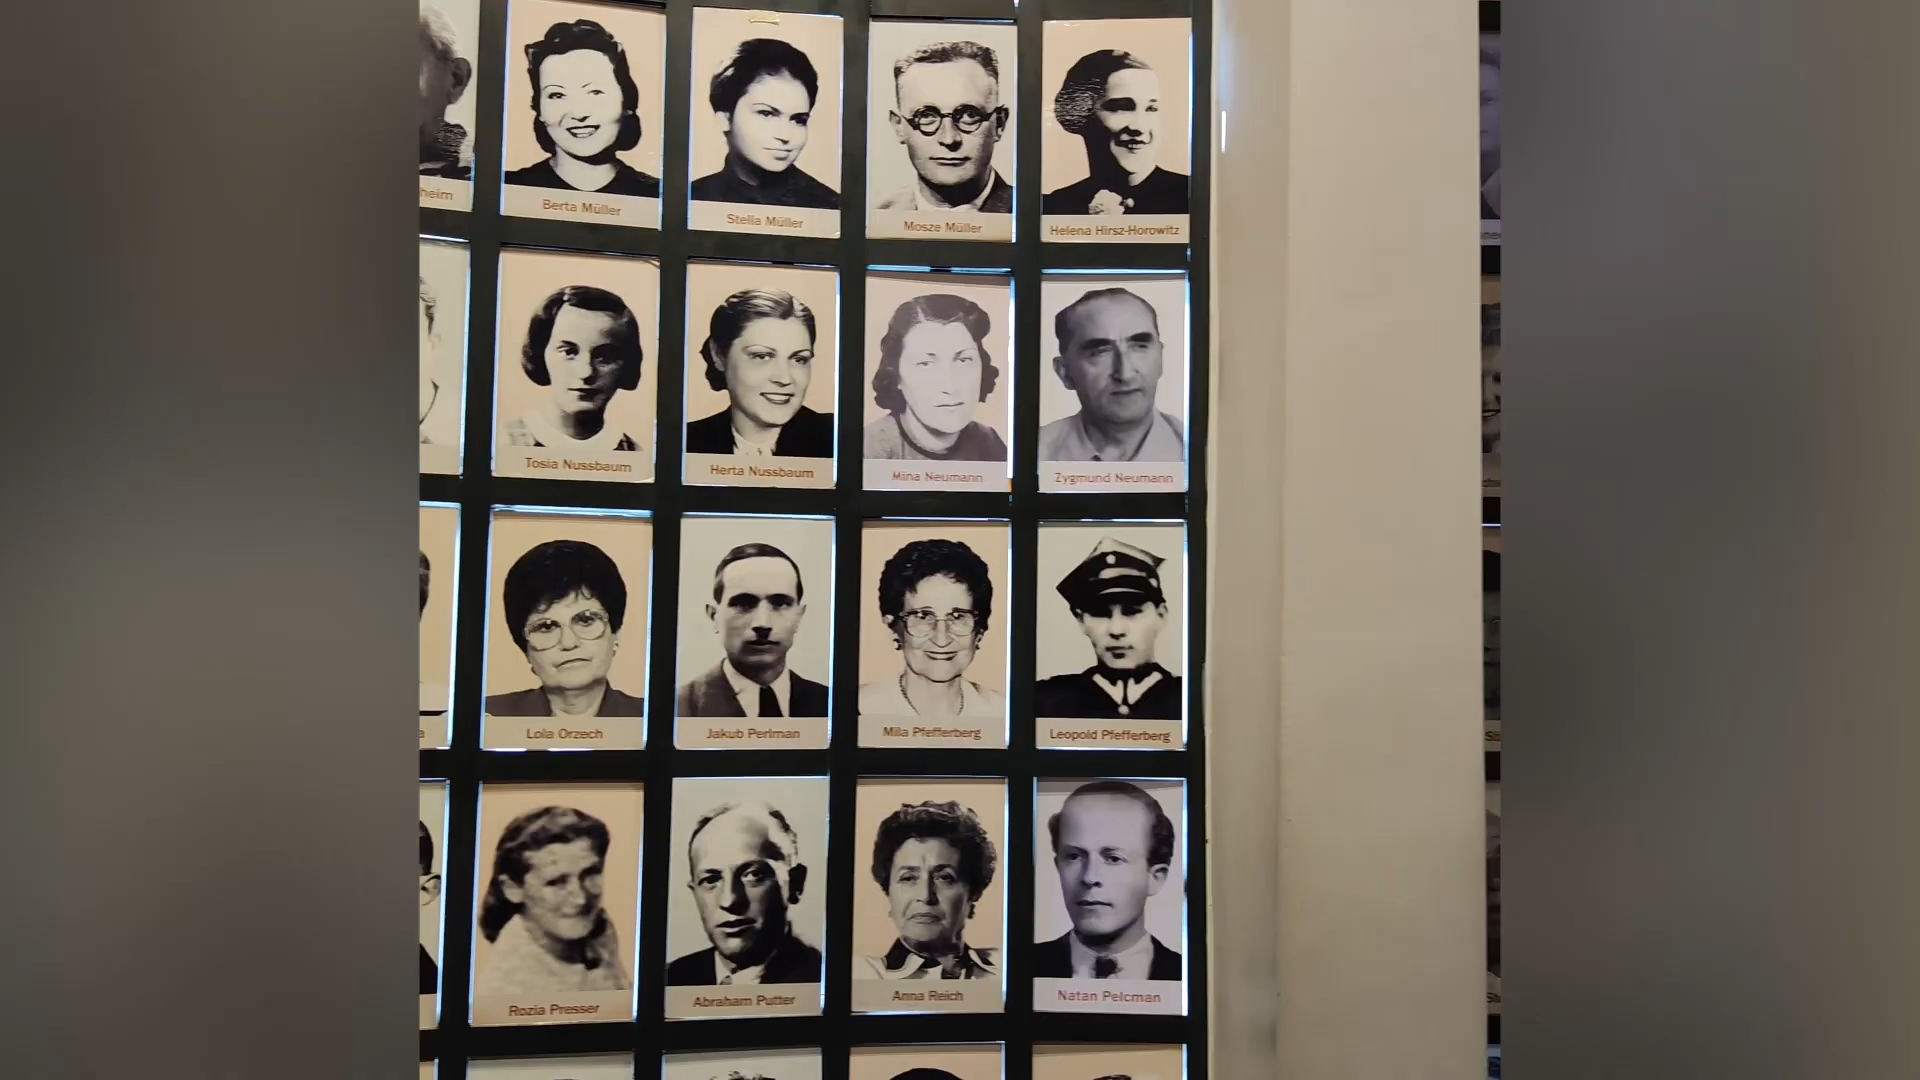 heim
Berta Müller
Stella Müller
Mosze Müller
Helena Hirsz-Horowitz
Tosia Nussbaum
Herta Nussbaum
Mina Neumann
Zygmund Neumann
Lola Orzech
Jakub Perlman
Mila Pfefferberg
Leopold Pfefferberg
Rozia Presser
Abraham Putter
Anna Reich
Natan Pelcman